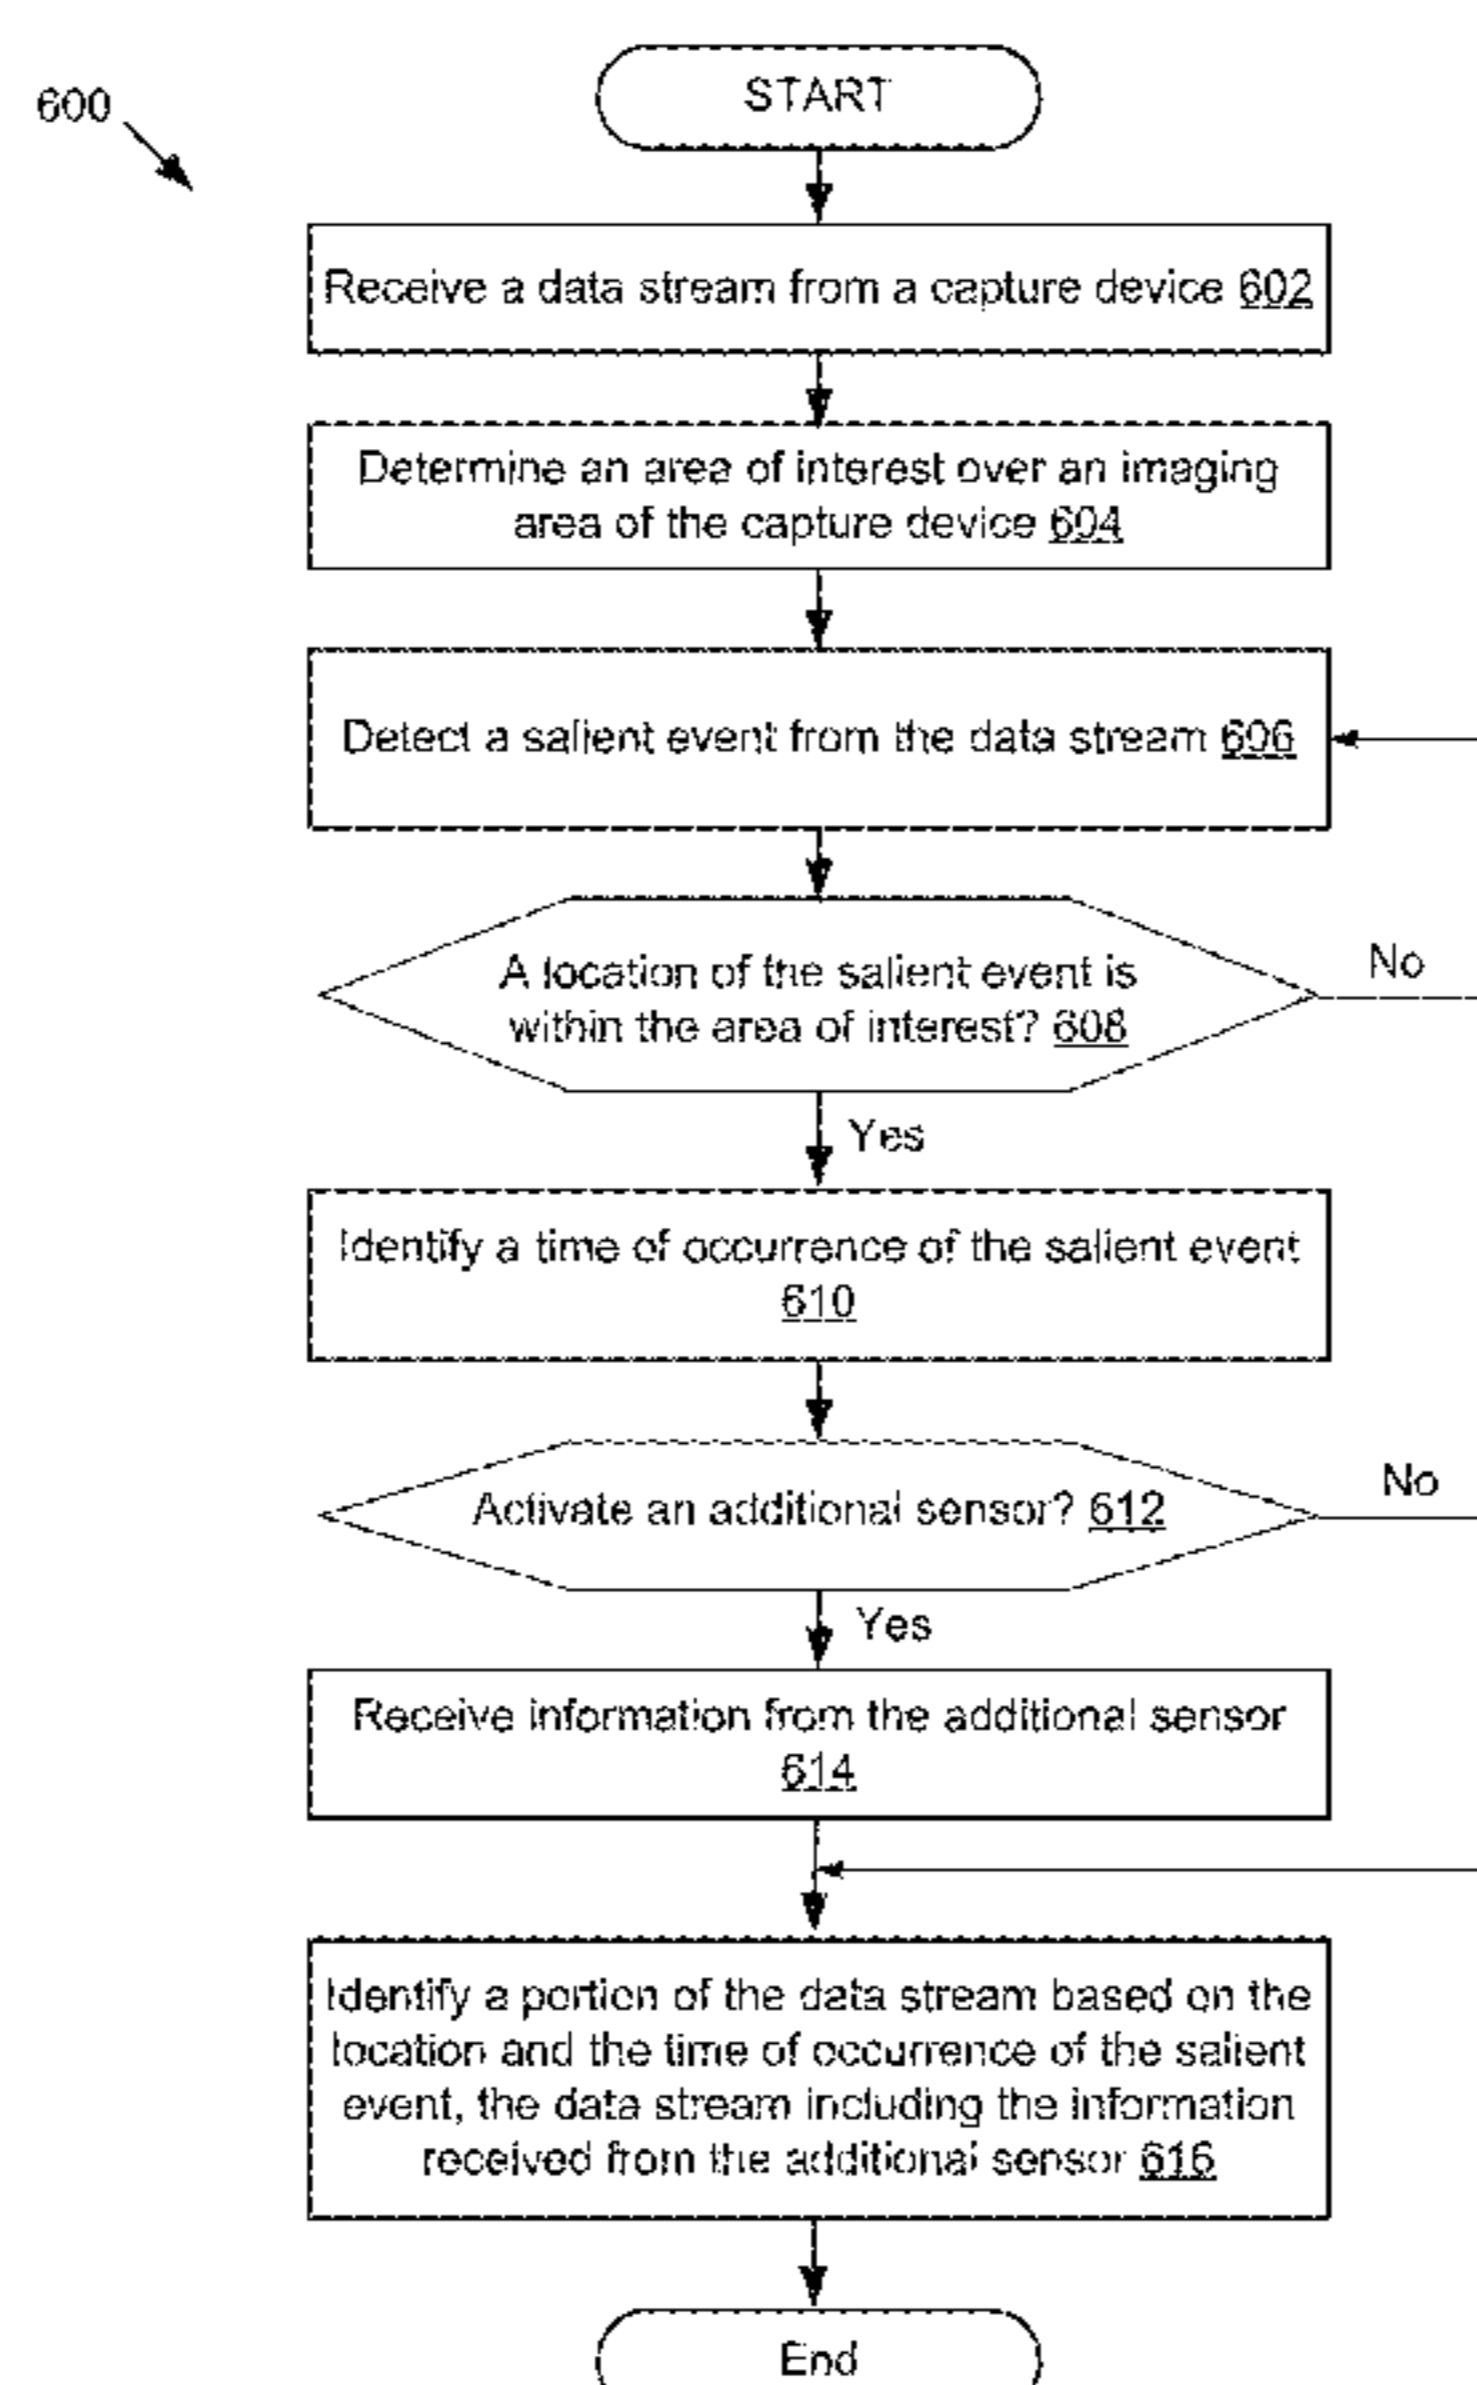 600
START
Receive a data stream from a capture device 602
Determine an area of interest over an imaging
area of the capture device 604
Detect a salient event from the data stream 606
A location of the salient event is
within the area of interest? 608
No
Yes
Identify a time of occurrence of the salient event
610
Activate an additional sensor? 612
No
Yes
Receive information from the additional sensor
614
Identify a portion of the data stream based on the
location and the time of occurrence of the salient
event, the data stream including the information
received from the additional sensor 616
End